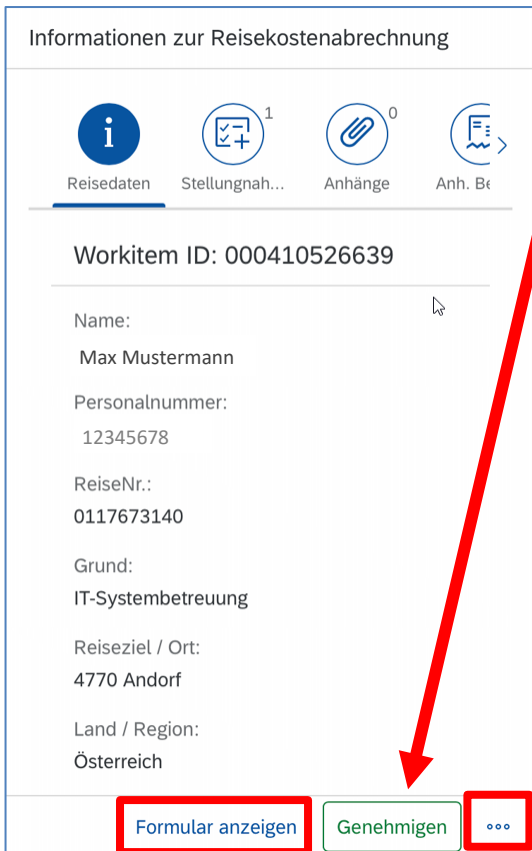 Informationen zur Reisekostenabrechnung
1 0
Reisedaten Stellungnah... Anhänge Anh. Be
Workitem ID: 000410526639
Name:
Max Mustermann
Personalnummer:
12345678
ReiseNr.:
0117673140
Grund:
IT-Systembetreuung
Reiseziel / Ort:
4770 Andorf
Land / Region:
Österreich
Formular anzeigen Genehmigen